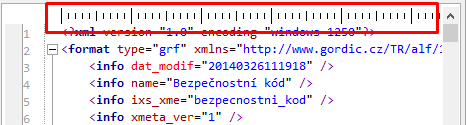 1 <?xml version="1.0" encoding="windows-1250"?>
2 <format type="grf" xmlns="http://www.gordic.cz/TR/alf/1
3 <info dat_modif="20140326111918" />
4 <info name="Bezpečnostní kód" />
5 <info ixs_xme="bezpecnostni_kod" />
6 <info xmeta_ver="1" />